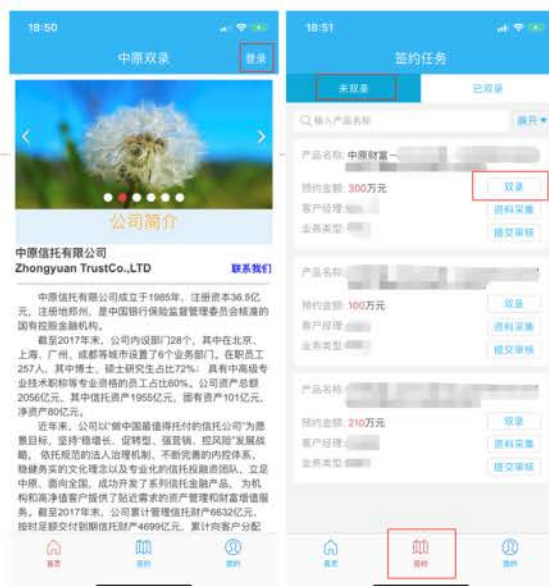 18:50
中原双录
登录
公司简介
中原信托有限公司
Zhongyuan TrustCo.,LTD
联系我们
中原信托有限公司成立于1985年，注册资本36.5亿
元，注册地郑州，是中国银行保险监督管理委员会核准的
国有控股金融机构。
截至2017年末，公司内设部门28个，其中在北京、
上海、广州、成都等城市设置了6个业务部门。在职员工
257人，其中博士、硕士研究生占比72%；具有中高级专
业技术职称等专业资格的员工占比60%。公司资产总额
2056亿元，其中信托资产1955亿元，固有资产101亿元，
净资产80亿元。
近年来，公司以“做中国最值得托付的信托公司”为愿
景目标，坚持“稳增长、促转型、强营销、控风险”发展战
略，依托规范的法人治理机制、不断完善的内控体系、
稳健务实的文化理念以及专业化的信托投融资团队，立足
中原、面向全国，成功开发了系列信托金融产品，为机
构和高净值客户提供了贴近需求的资产管理和财富增值服
务。截至2017年末，公司累计管理信托财产6632亿元，
按时足额交付到期信托财产4699亿元，累计向客户分配
首页
签约
我的
18:51
签约任务
未双录
已双录
输入产品名称
展开
产品名称: 中原财富一
预约金额: 300万元
双录
客户经理:
资料采集
业务类型:
提交审核
产品名称:
预约金额: 100万元
双录
客户经理:
资料采集
业务类型:
提交审核
产品名称:
预约金额: 210万元
双录
客户经理:
资料采集
业务类型:
提交审核
首页
签约
我的